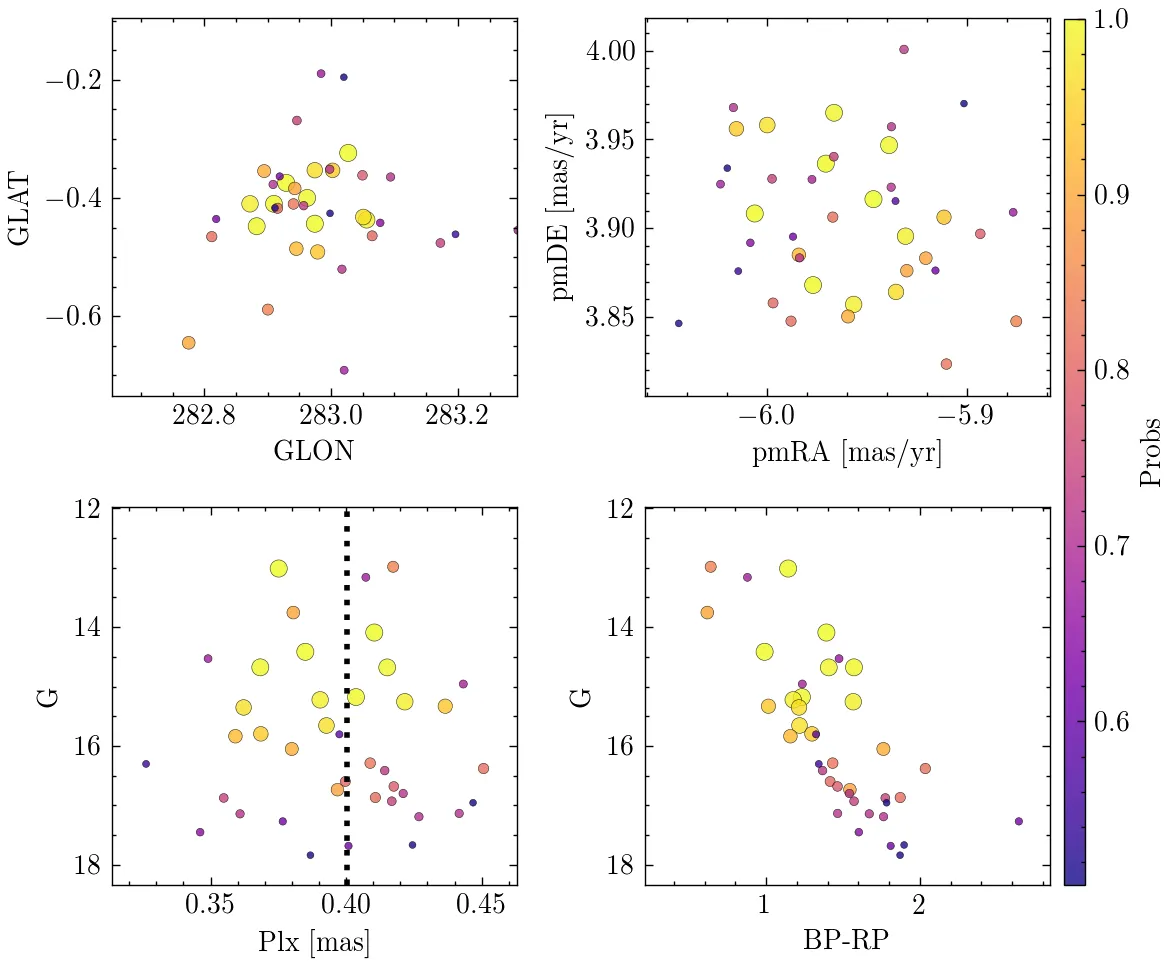 −0.2
−0.4
−0.6
GLAT
282.8 283.0 283.2
GLON
4.00
3.95
3.90
3.85
pmDE [mas/yr]
−6.0 −5.9
pmRA [mas/yr]
1.0
0.9
0.8
0.7
0.6
Probs
12
14
16
18
G
0.35 0.40 0.45
Plx [mas]
12
14
16
18
G
1 2
BP-RP